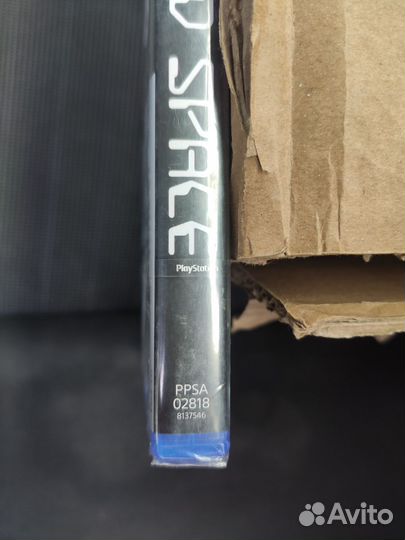 D SPACE
PlayStation
PPSA
02818
8137546
Avito